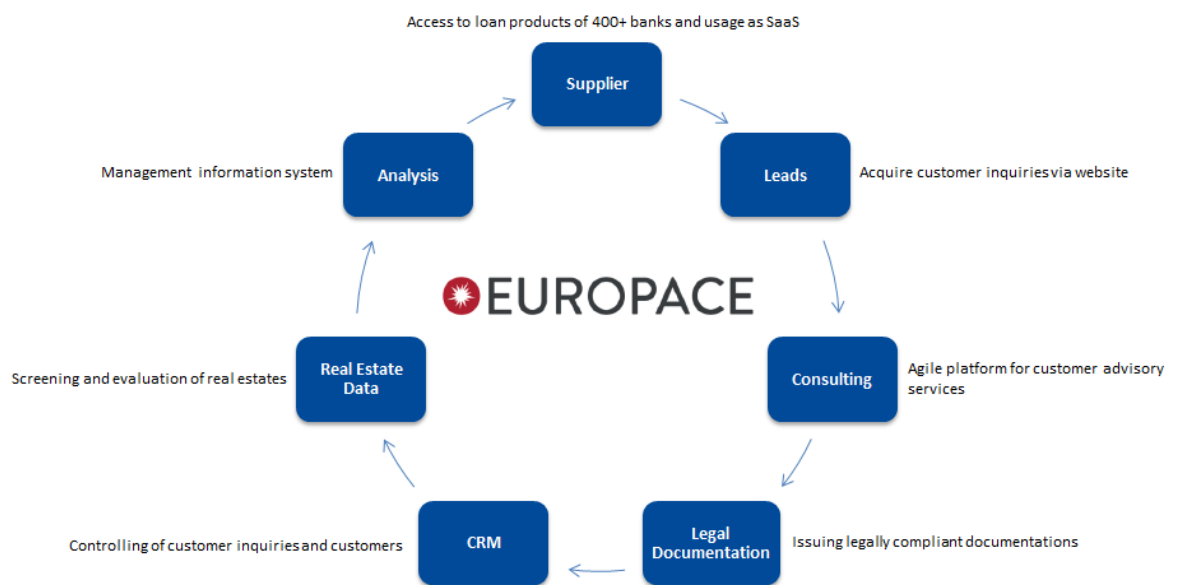 Access to loan products of 400+ banks and usage as SaaS
Supplier
Management information system
Analysis
Leads
Acquire customer inquiries via website
EUROPACE
Screening and evaluation of real estates
Real Estate
Data
Consulting
Agile platform for customer advisory
services
Controlling of customer inquiries and customers
CRM
Legal
Documentation
Issuing legally compliant documentations